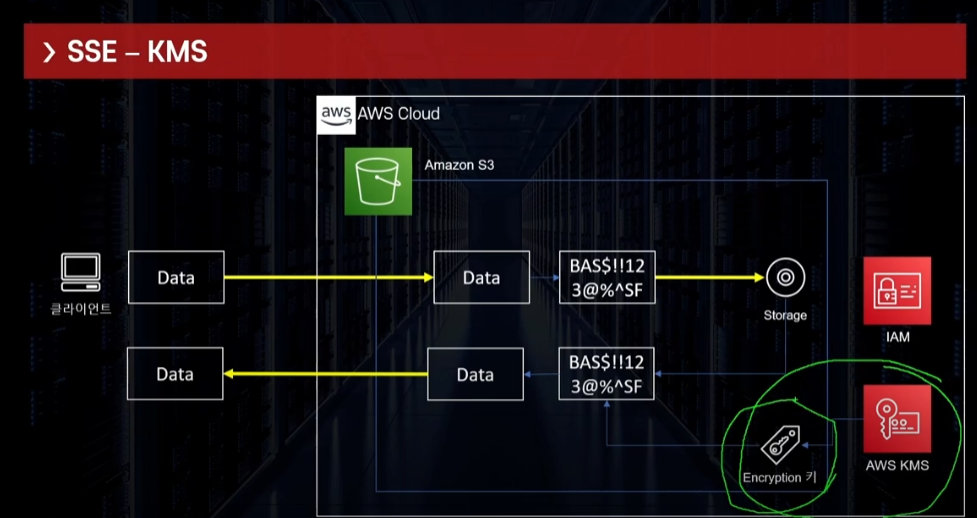 › SSE – KMS
aws AWS Cloud
Amazon S3
클라이언트
Data
Data
BAS$!!12
3@%^SF
Storage
IAM
Data
Data
BAS$!!12
3@%^SF
Encryption 키
AWS KMS